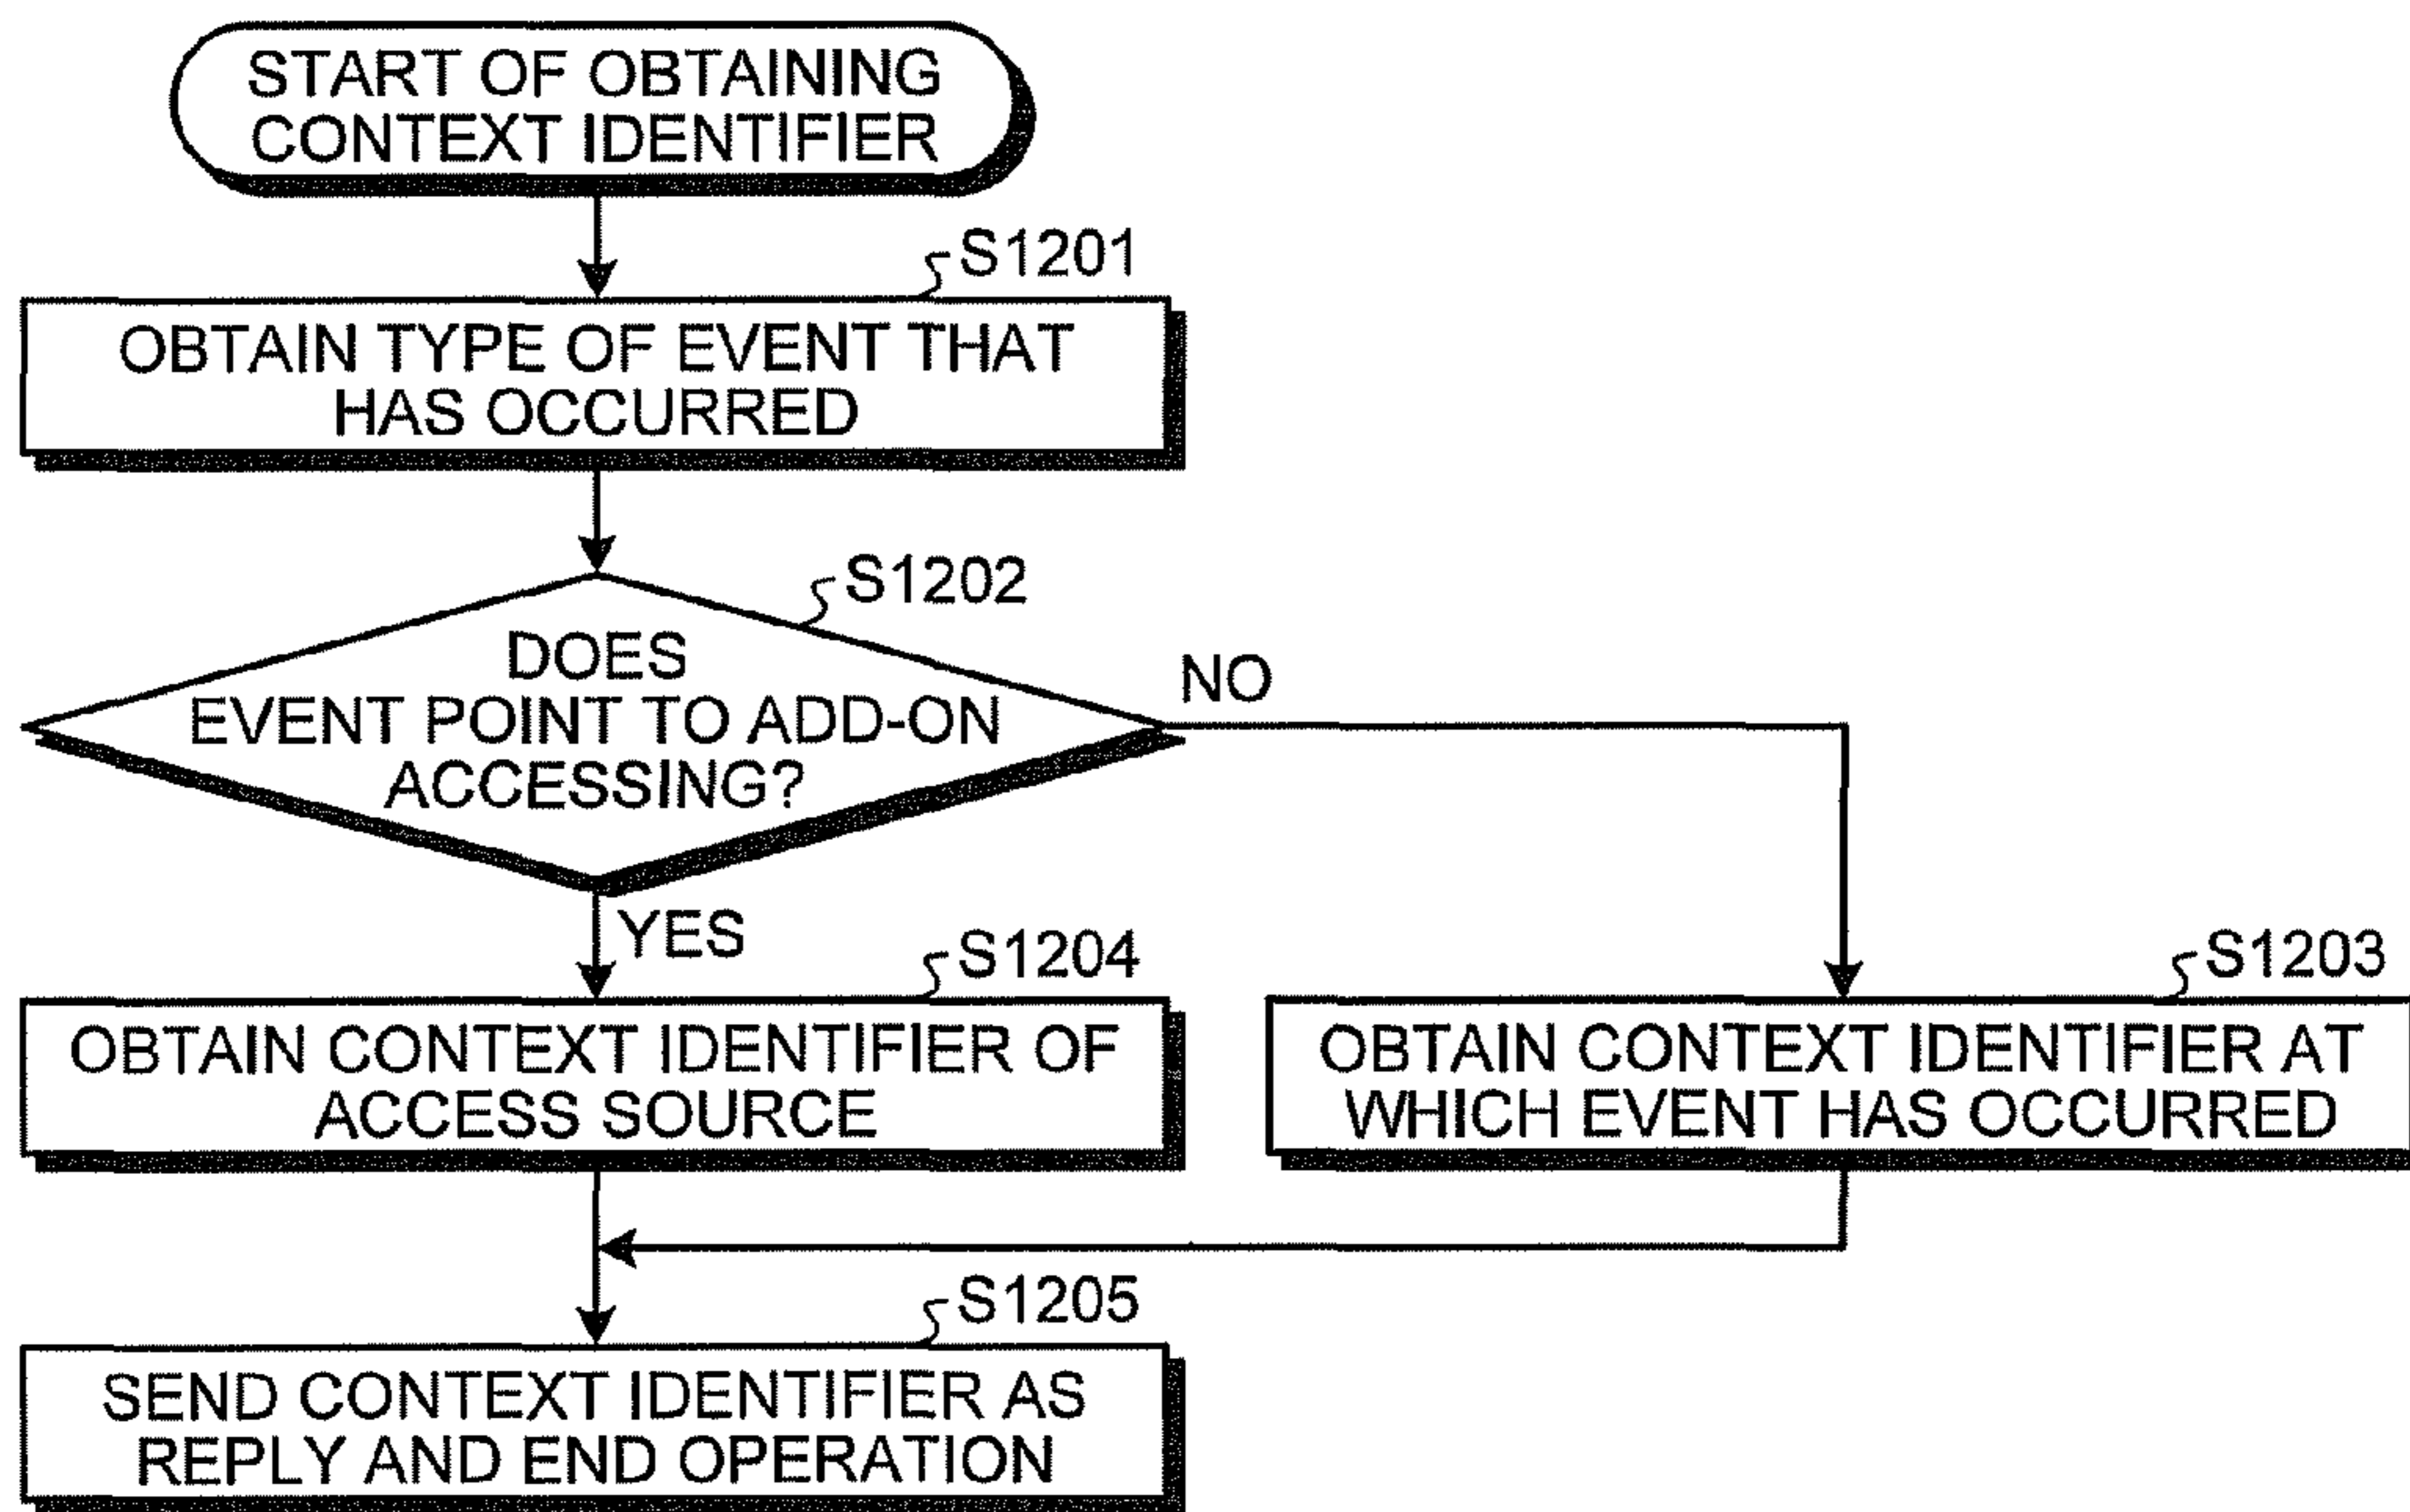 START OF OBTAINING
CONTEXT IDENTIFIER
S1201
OBTAIN TYPE OF EVENT THAT
HAS OCCURRED
S1202
DOES
EVENT POINT TO ADD-ON
ACCESSING?
NO
YES
S1204
OBTAIN CONTEXT IDENTIFIER OF
ACCESS SOURCE
S1203
OBTAIN CONTEXT IDENTIFIER AT
WHICH EVENT HAS OCCURRED
S1205
SEND CONTEXT IDENTIFIER AS
REPLY AND END OPERATION